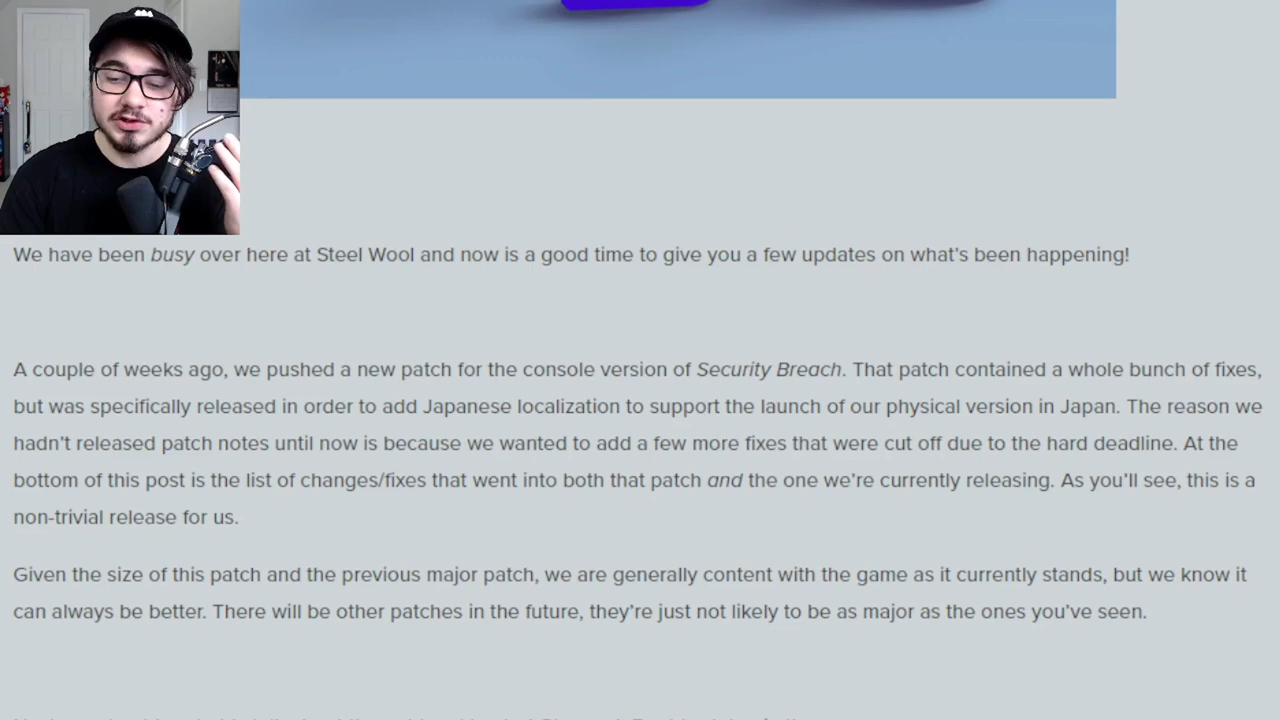 We have been busy over here at Steel Wool and now is a good time to give you a few updates on what's been happening!
A couple of weeks ago, we pushed a new patch for the console version of Security Breach. That patch contained a whole bunch of fixes,
but was specifically released in order to add Japanese localization to support the launch of our physical version in Japan. The reason we
hadn't released patch notes until now is because we wanted to add a few more fixes that were cut off due to the hard deadline. At the
bottom of this post is the list of changes/fixes that went into both that patch and the one we're currently releasing. As you'll see, this is a
non-trivial release for us.
Given the size of this patch and the previous major patch, we are generally content with the game as it currently stands, but we know it
can always be better. There will be other patches in the future, they're just not likely to be as major as the ones you've seen.